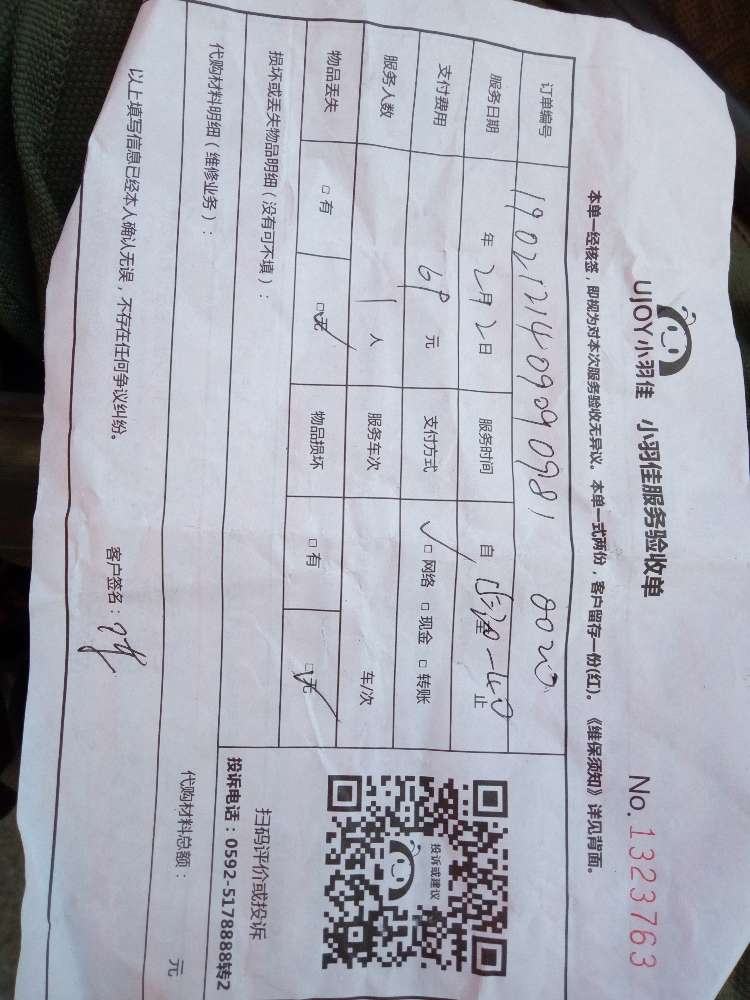 UJOY小羽佳 小羽佳服务验收单 No.1323763
本单一经核签,即视为对本次服务验收无异议。本单一式两份,客户留存一份(红)。《维保须知》详见背面。
订单编号 1902121409090981 0020
服务日期 年 2月2日 服务时间 自 至 止
支付费用 69 元 支付方式 ☑网络 □现金 □转账
服务人数 1 人 服务车次 车/次
物品丢失 □有 ☑无 物品损坏 □有 ☑无
损坏或丢失物品明细(没有可不填):
投诉或建议
扫码评价或投诉
投诉电话:0592-5178888转2
代购材料明细(维修业务): 代购材料总额: 元
以上填写信息已经本人确认无误,不存在任何争议纠纷。 客户签名: